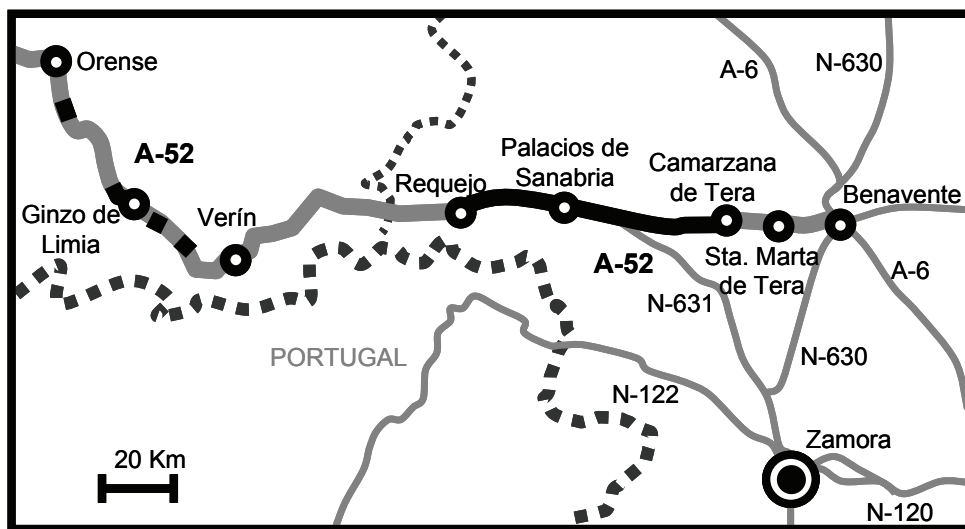 Orense
A-52
Ginzo de
Limia
Verín
Requejo
Palacios de
Sanabria
Camarzana
de Tera
A-6
N-630
Benavente
Sta. Marta
de Tera
A-52
N-631
A-6
N-630
PORTUGAL
N-122
Zamora
20 Km
N-120